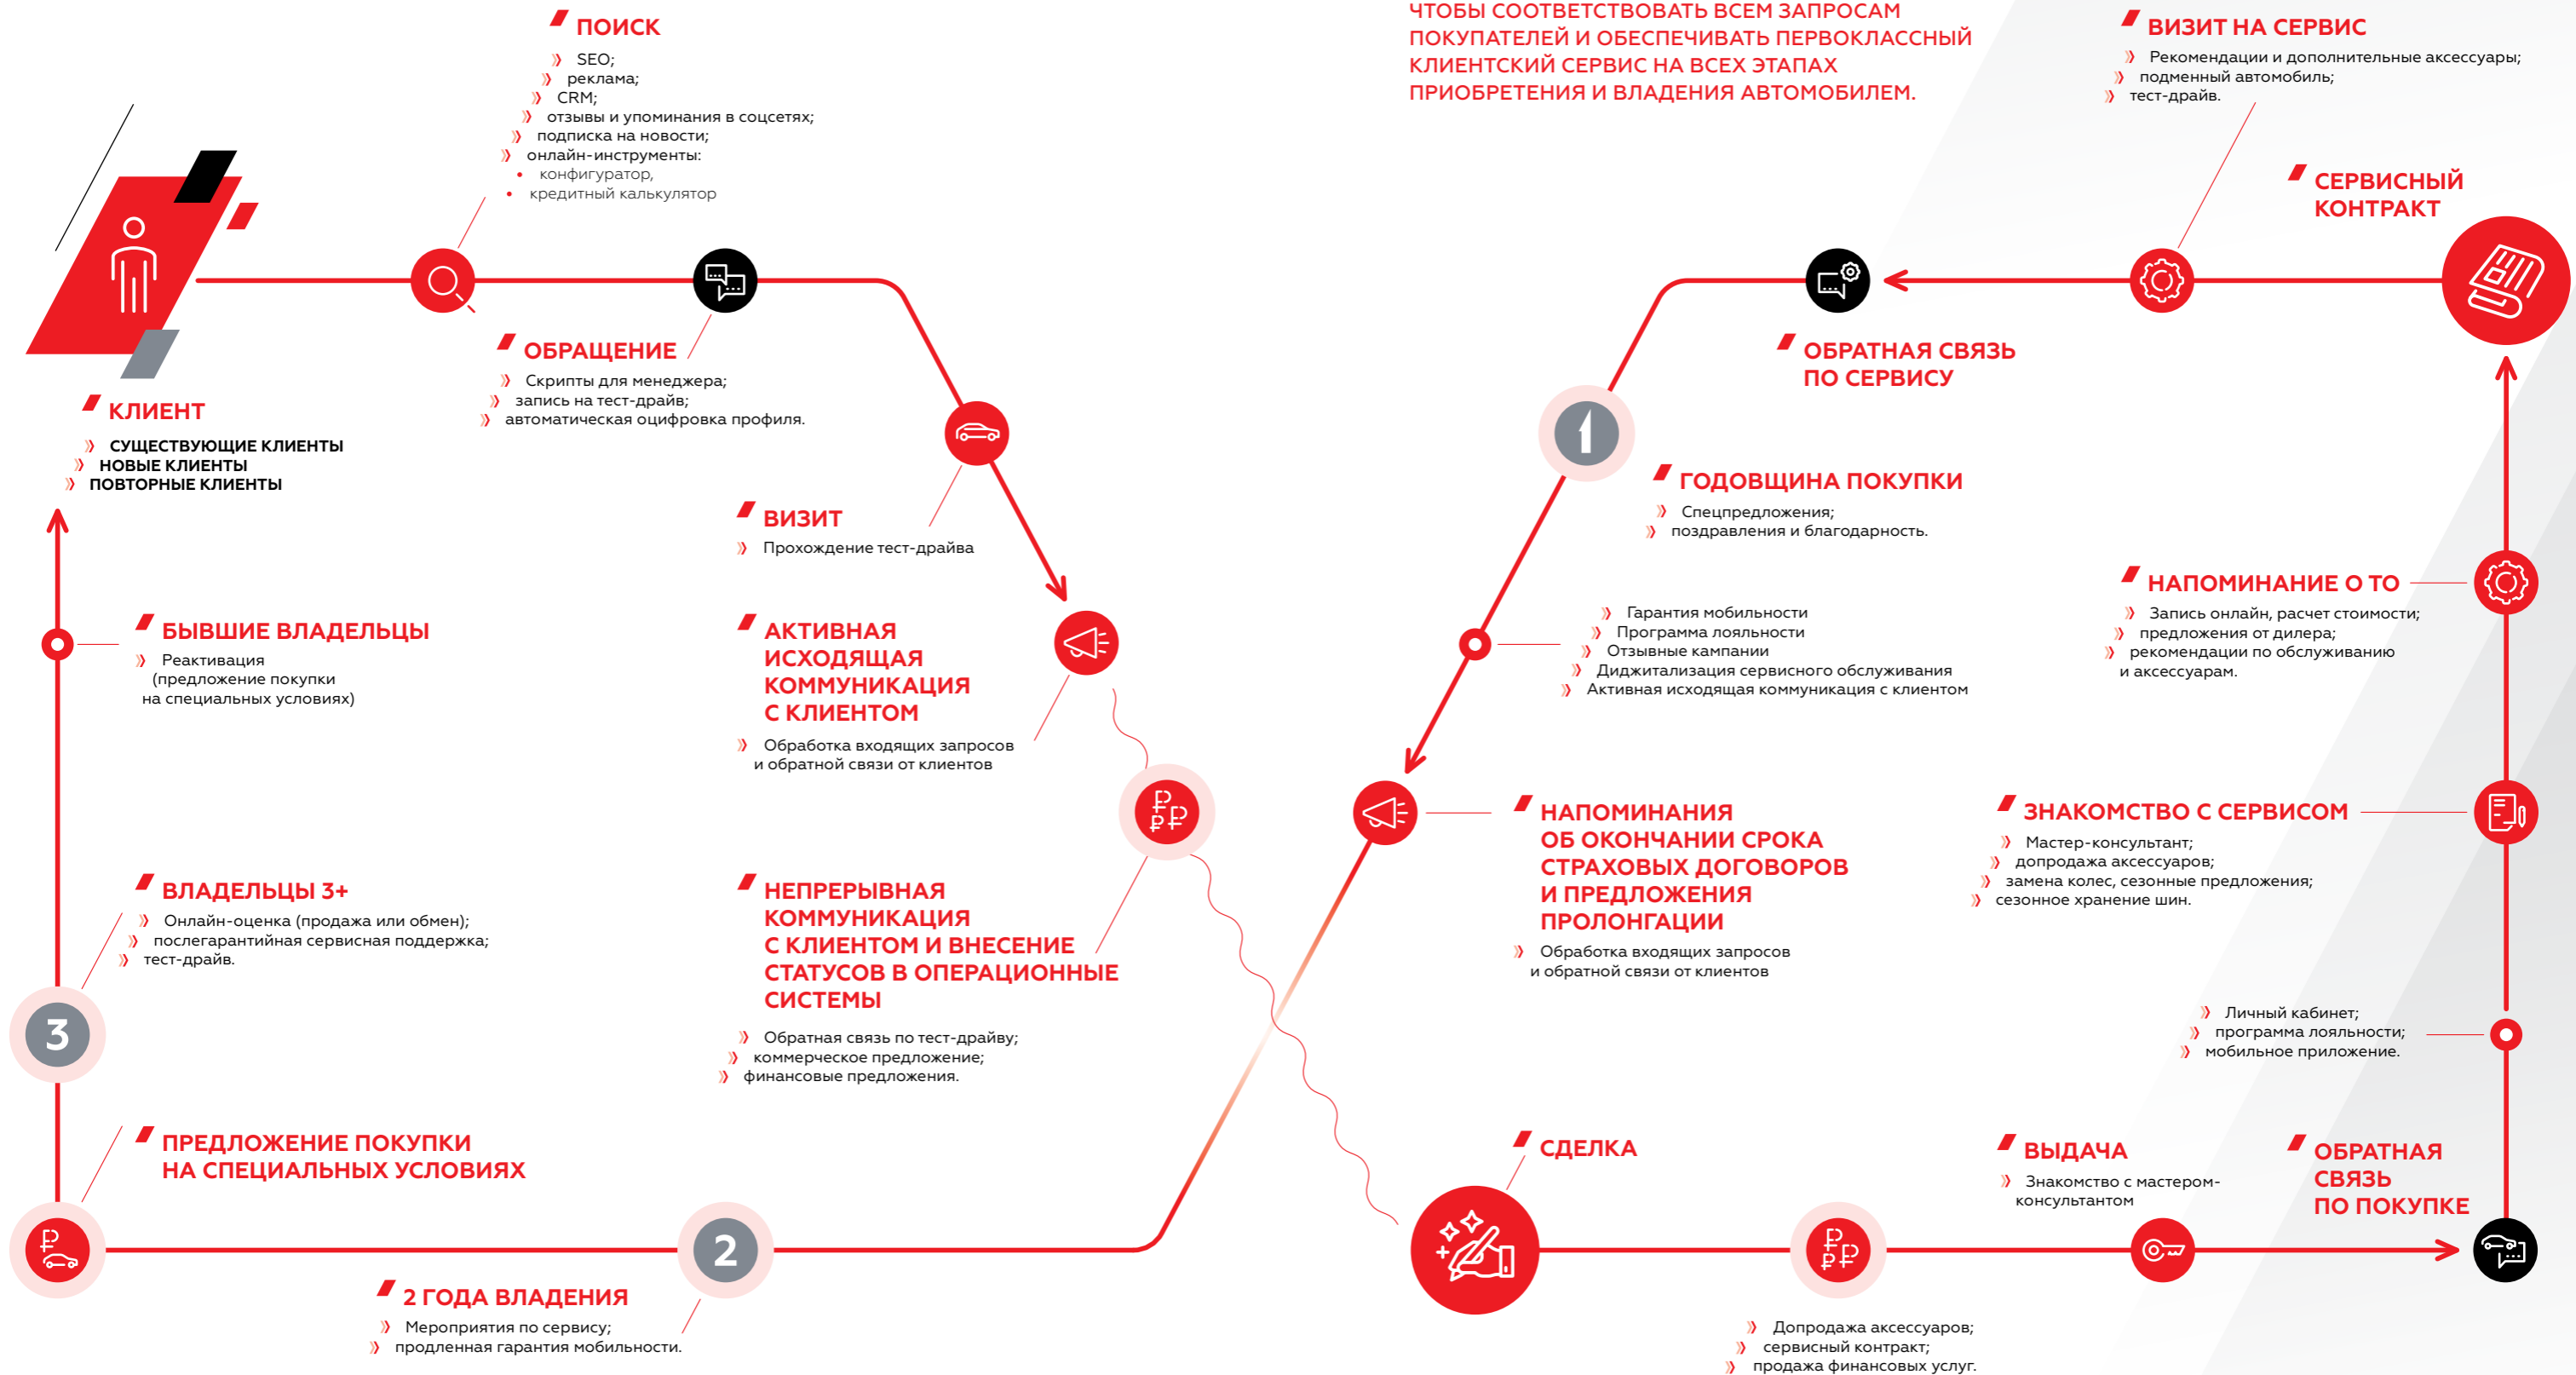 ПОИСК
SEO;
реклама;
CRM;
отзывы и упоминания в соцсетях;
подписка на новости;
онлайн-инструменты:
конфигуратор,
кредитный калькулятор
ЧТОБЫ СООТВЕТСТВОВАТЬ ВСЕМ ЗАПРОСАМ
ПОКУПАТЕЛЕЙ И ОБЕСПЕЧИВАТЬ ПЕРВОКЛАССНЫЙ
КЛИЕНТСКИЙ СЕРВИС НА ВСЕХ ЭТАПАХ
ПРИОБРЕТЕНИЯ И ВЛАДЕНИЯ АВТОМОБИЛЕМ.
ВИЗИТ НА СЕРВИС
Рекомендации и дополнительные аксессуары;
подменный автомобиль;
тест-драйв.
СЕРВИСНЫЙ
КОНТРАКТ
ОБРАЩЕНИЕ
Скрипты для менеджера;
запись на тест-драйв;
автоматическая оцифровка профиля.
ОБРАТНАЯ СВЯЗЬ
ПО СЕРВИСУ
КЛИЕНТ
СУЩЕСТВУЮЩИЕ КЛИЕНТЫ
НОВЫЕ КЛИЕНТЫ
ПОВТОРНЫЕ КЛИЕНТЫ
1
ГОДОВЩИНА ПОКУПКИ
Спецпредложения;
поздравления и благодарность.
ВИЗИТ
Прохождение тест-драйва
БЫВШИЕ ВЛАДЕЛЬЦЫ
Реактивация
(предложение покупки
на специальных условиях)
АКТИВНАЯ
ИСХОДЯЩАЯ
КОММУНИКАЦИЯ
С КЛИЕНТОМ
Обработка входящих запросов
и обратной связи от клиентов
Гарантия мобильности
Программа лояльности
Отзывные кампании
Диджитализация сервисного обслуживания
Активная исходящая коммуникация с клиентом
НАПОМИНАНИЕ О ТО
Запись онлайн, расчет стоимости;
предложения от дилера;
рекомендации по обслуживанию
и аксессуарам.
₽
₽₽
НАПОМИНАНИЯ
ОБ ОКОНЧАНИИ СРОКА
СТРАХОВЫХ ДОГОВОРОВ
И ПРЕДЛОЖЕНИЯ
ПРОЛОНГАЦИИ
Обработка входящих запросов
и обратной связи от клиентов
ЗНАКОМСТВО С СЕРВИСОМ
Мастер-консультант;
допродажа аксессуаров;
замена колес, сезонные предложения;
сезонное хранение шин.
ВЛАДЕЛЬЦЫ 3+
Онлайн-оценка (продажа или обмен);
послегарантийная сервисная поддержка;
тест-драйв.
3
НЕПРЕРЫВНАЯ
КОММУНИКАЦИЯ
С КЛИЕНТОМ И ВНЕСЕНИЕ
СТАТУСОВ В ОПЕРАЦИОННЫЕ
СИСТЕМЫ
Обратная связь по тест-драйву;
коммерческое предложение;
финансовые предложения.
Личный кабинет;
программа лояльности;
мобильное приложение.
ПРЕДЛОЖЕНИЕ ПОКУПКИ
НА СПЕЦИАЛЬНЫХ УСЛОВИЯХ
₽
2
2 ГОДА ВЛАДЕНИЯ
Мероприятия по сервису;
продленная гарантия мобильности.
СДЕЛКА
₽
₽₽
Допродажа аксессуаров;
сервисный контракт;
продажа финансовых услуг.
ВЫДАЧА
Знакомство с мастером-
консультантом
ОБРАТНАЯ
СВЯЗЬ
ПО ПОКУПКЕ